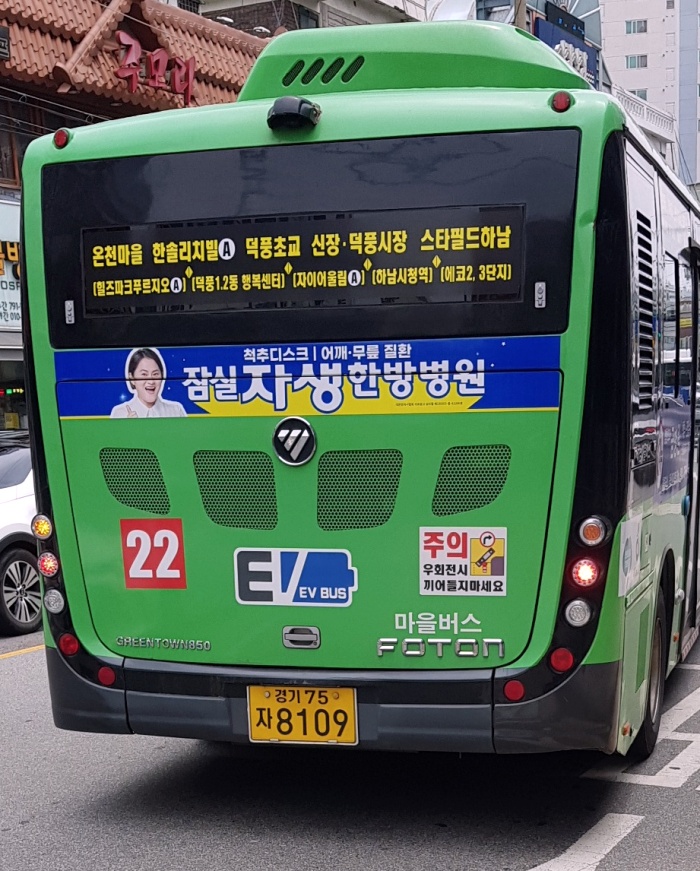 주모리
온천마을 한솔리치빌Ⓐ 덕풍초교 신장·덕풍시장 스타필드하남
[힐즈파크푸르지오Ⓐ] [덕풍1.2동 행복센터] [자이어울림Ⓐ] [하남시청역] [에코2, 3단지]
척추디스크 | 어깨·무릎 질환
잠실자생한방병원
22
EV
EV BUS
주의
우회전시
끼어들지마세요
마을버스
GREENTOWN850
FOTON
경기 75
자8109